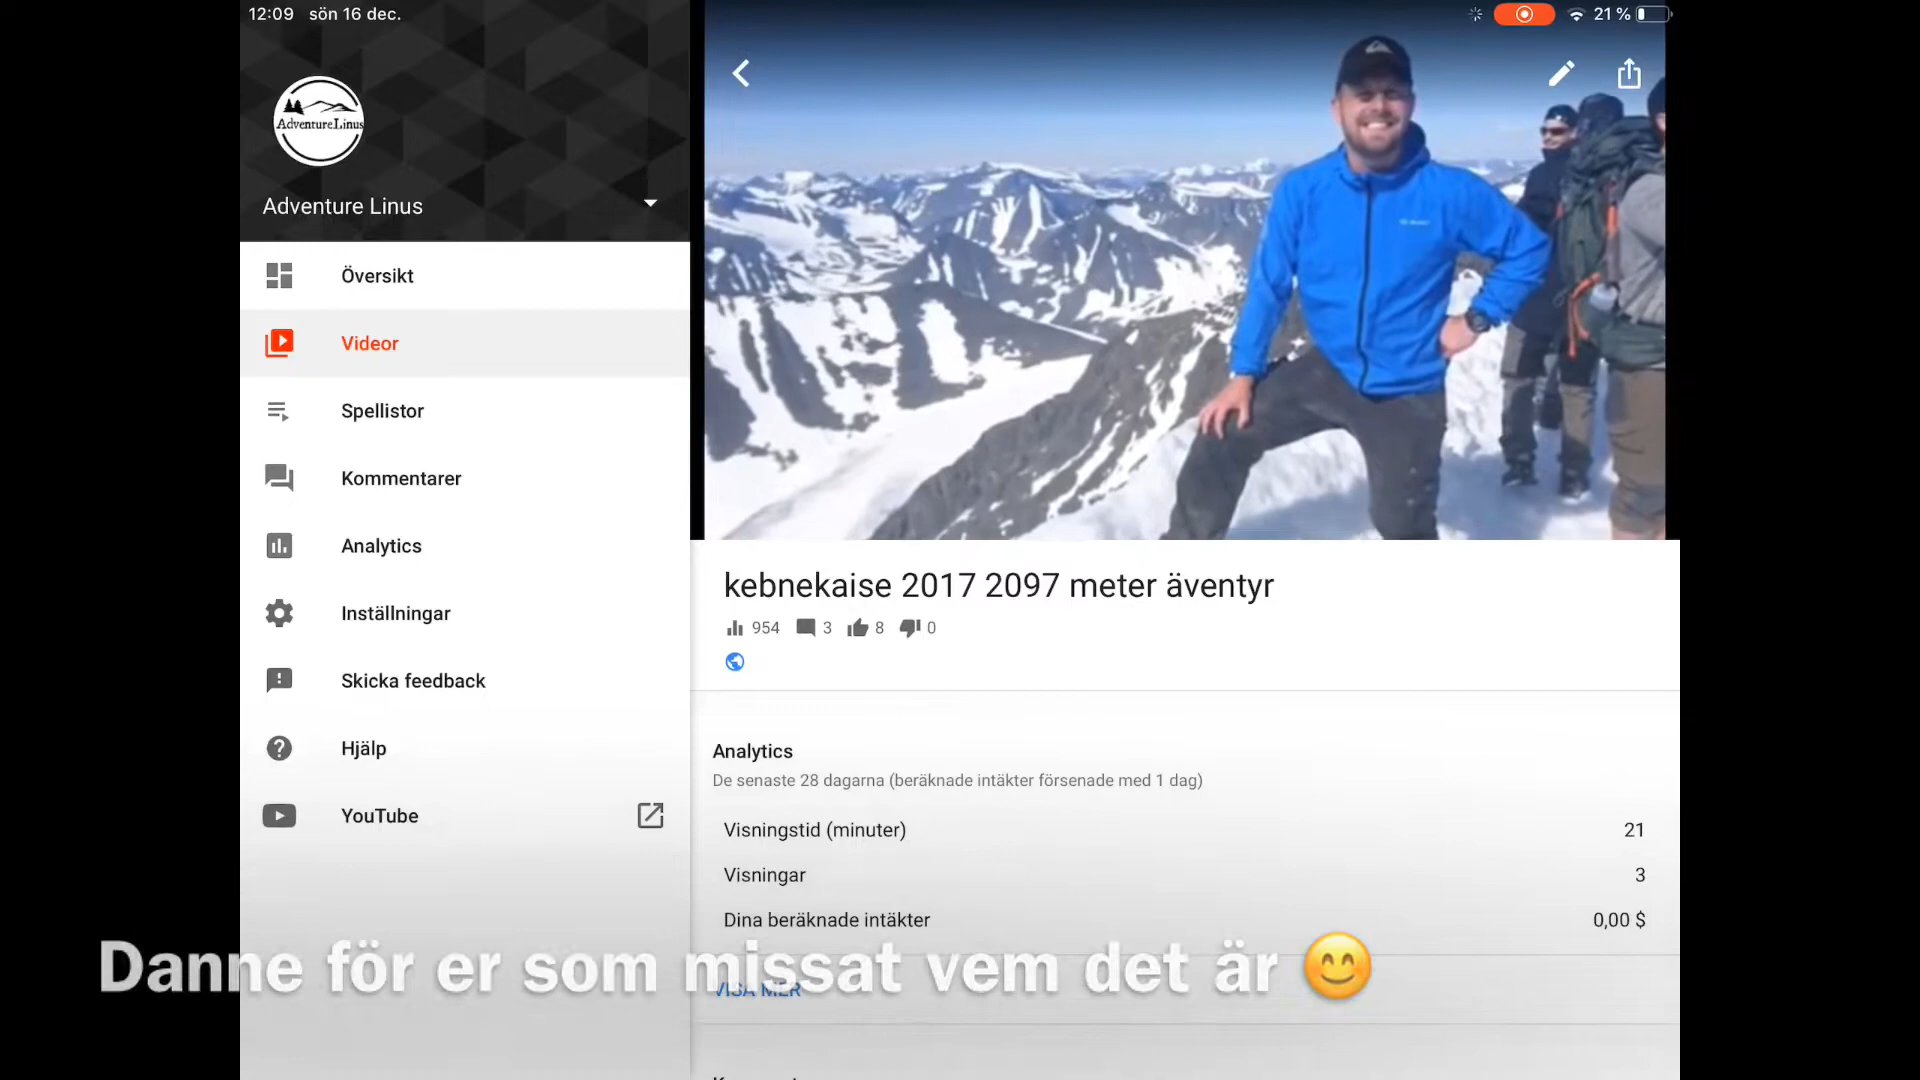 12:09 sön 16 dec.
21 %
AdventureLinus
Adventure Linus
Översikt
Videor
Spellistor
Kommentarer
Analytics
Inställningar
Skicka feedback
Hjälp
YouTube
kebnekaise 2017 2097 meter äventyr
954 3 8 0
Analytics
De senaste 28 dagarna (beräknade intäkter försenade med 1 dag)
Visningstid (minuter) 21
Visningar 3
Dina beräknade intäkter 0,00 $
Danne för er som missat vem det är 😊
VISA MER